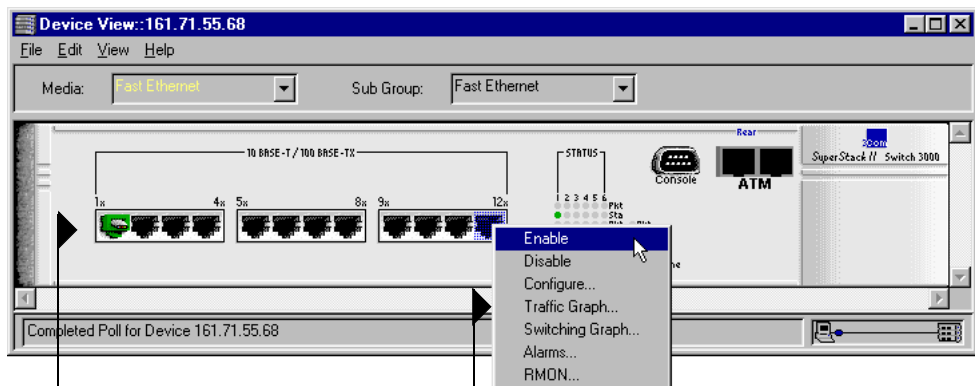 Device View::161.71.55.68
File Edit View Help
Media: Fast Ethernet Sub Group: Fast Ethernet
Rear
10 BASE-T / 100 BASE-TX
STATUS
3Com
SuperStack II Switch 3000
Console
ATM
1x 4x 5x 8x 9x 12x
1 2 3 4 5 6
Pkt
Sta
Enable
Disable
Configure...
Traffic Graph...
Switching Graph...
Alarms...
RMON...
Completed Poll for Device 161.71.55.68